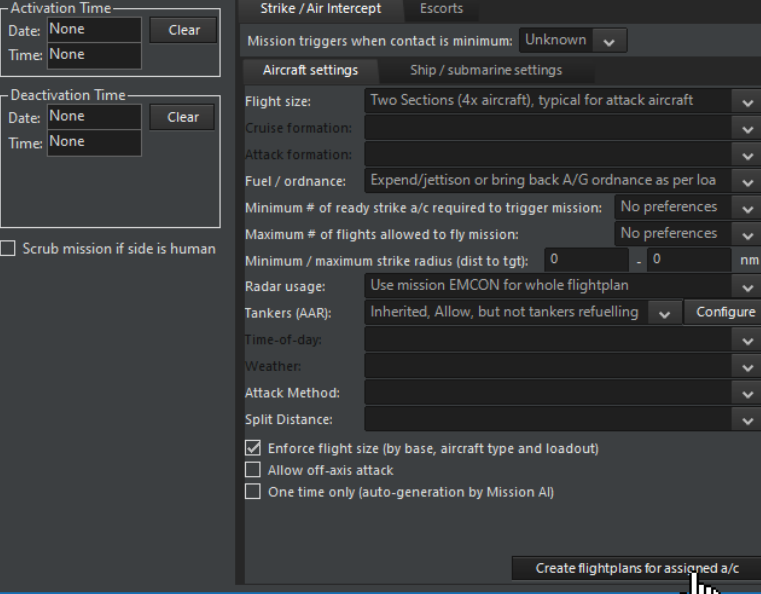 Activation Time
Date: None Clear
Time: None
Deactivation Time
Date: None Clear
Time: None
Scrub mission if side is human
Strike / Air Intercept Escorts
Mission triggers when contact is minimum: Unknown
Aircraft settings Ship / submarine settings
Flight size: Two Sections (4x aircraft), typical for attack aircraft
Cruise formation:
Attack formation:
Fuel / ordnance: Expend/jettison or bring back A/G ordnance as per loa
Minimum # of ready strike a/c required to trigger mission: No preferences
Maximum # of flights allowed to fly mission: No preferences
Minimum / maximum strike radius (dist to tgt): 0 - 0 nm
Radar usage: Use mission EMCON for whole flightplan
Tankers (AAR): Inherited, Allow, but not tankers refuelling Configure
Time-of-day:
Weather:
Attack Method:
Split Distance:
Enforce flight size (by base, aircraft type and loadout)
Allow off-axis attack
One time only (auto-generation by Mission AI)
Create flightplans for assigned a/c